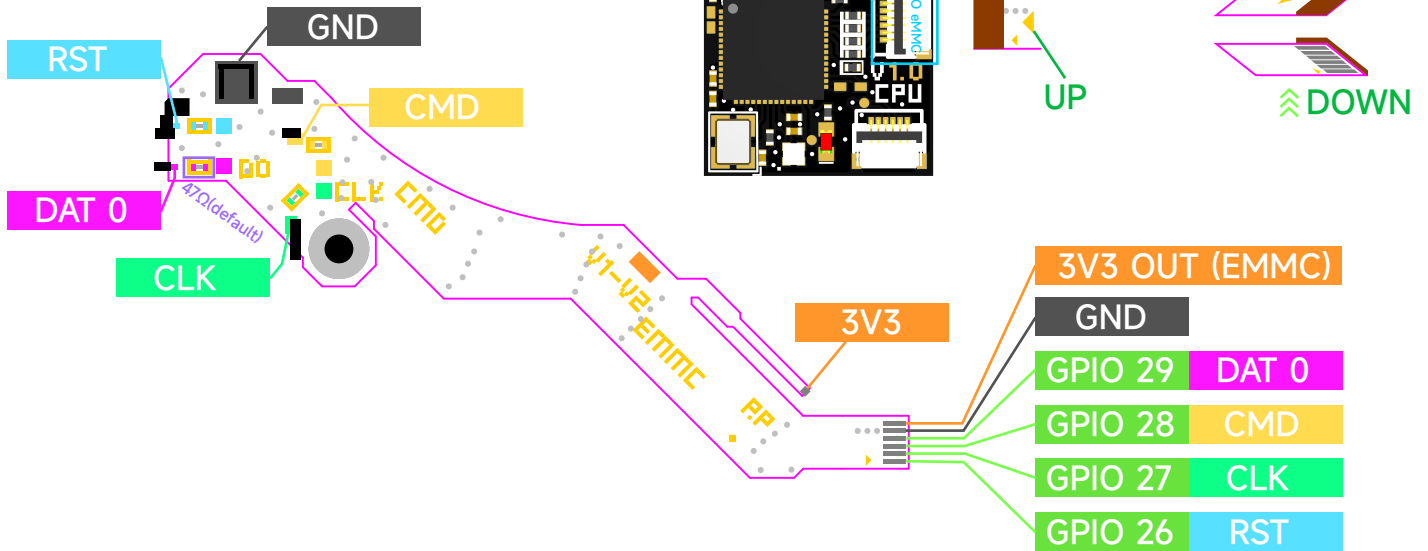 GND
RST
CMD
DAT 0
CLK
D0
CLK
CMD
47Ω(default)
V1-V2
EMMC
P.P
O eMMC
V1.0
CPU
UP
DOWN
3V3
3V3 OUT (EMMC)
GND
GPIO 29 DAT 0
GPIO 28 CMD
GPIO 27 CLK
GPIO 26 RST